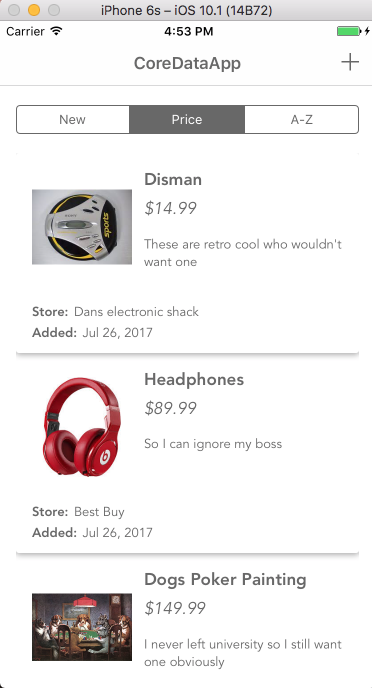 iPhone 6s – iOS 10.1 (14B72)
Carrier 4:53 PM
CoreDataApp
New Price A-Z
Disman
$14.99
These are retro cool who wouldn't
want one
sports
Store: Dans electronic shack
Added: Jul 26, 2017
Headphones
$89.99
So I can ignore my boss
b
Store: Best Buy
Added: Jul 26, 2017
Dogs Poker Painting
$149.99
I never left university so I still want
one obviously